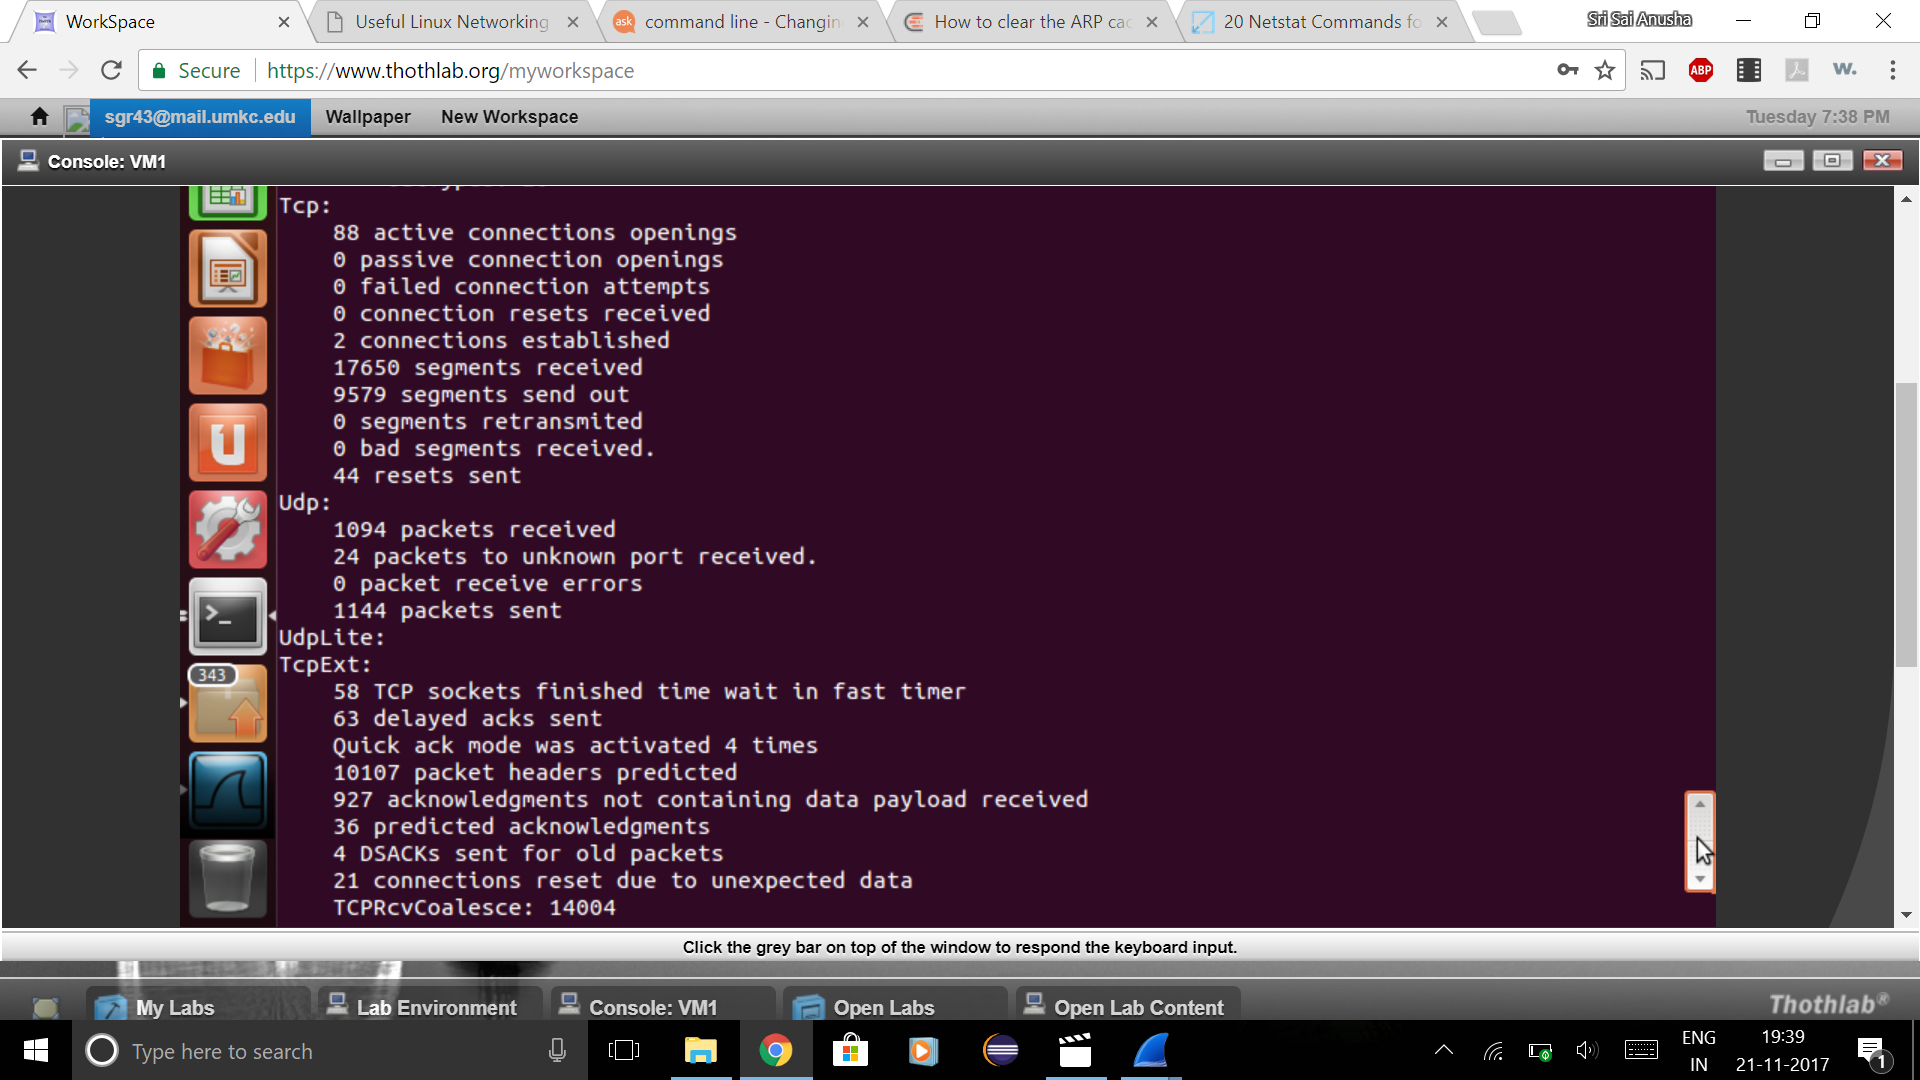 WorkSpace
Useful Linux Networking
ask
command line - Changin
How to clear the ARP cac
20 Netstat Commands fo
Sri Sai Anusha
Secure
https://www.thothlab.org/myworkspace
ABP
W.
sgr43@mail.umkc.edu
Wallpaper
New Workspace
Tuesday 7:38 PM
Console: VM1
Tcp:
88 active connections openings
0 passive connection openings
0 failed connection attempts
0 connection resets received
2 connections established
17650 segments received
9579 segments send out
0 segments retransmited
0 bad segments received.
44 resets sent
Udp:
1094 packets received
24 packets to unknown port received.
0 packet receive errors
1144 packets sent
UdpLite:
TcpExt:
343
58 TCP sockets finished time wait in fast timer
63 delayed acks sent
Quick ack mode was activated 4 times
10107 packet headers predicted
927 acknowledgments not containing data payload received
36 predicted acknowledgments
4 DSACKs sent for old packets
21 connections reset due to unexpected data
TCPRcvCoalesce: 14004
Click the grey bar on top of the window to respond the keyboard input.
My Labs
Lab Environment
Console: VM1
Open Labs
Open Lab Content
Thothlab®
Type here to search
ENG
IN
19:39
21-11-2017
1